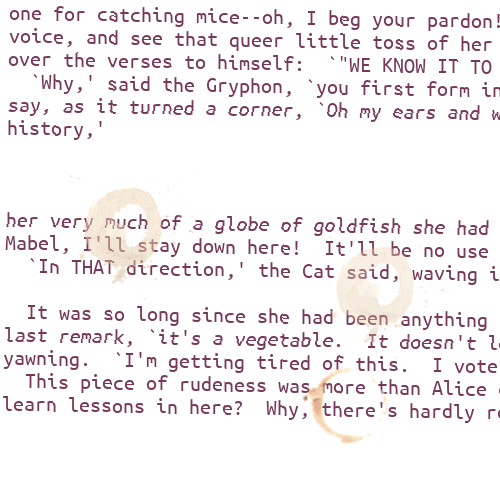 one for catching mice--oh, I beg your pardon!
voice, and see that queer little toss of her
over the verses to himself:  `"WE KNOW IT TO
`Why,' said the Gryphon, `you first form in
say, as it turned a corner, `Oh my ears and
history,'
her very much of a globe of goldfish she had
Mabel, I'll stay down here!  It'll be no use
`In THAT direction,' the Cat said, waving
It was so long since she had been anything
last remark, `it's a vegetable.  It doesn't
yawning.  `I'm getting tired of this.  I vote
This piece of rudeness was more than Alice
learn lessons in here?  Why, there's hardly